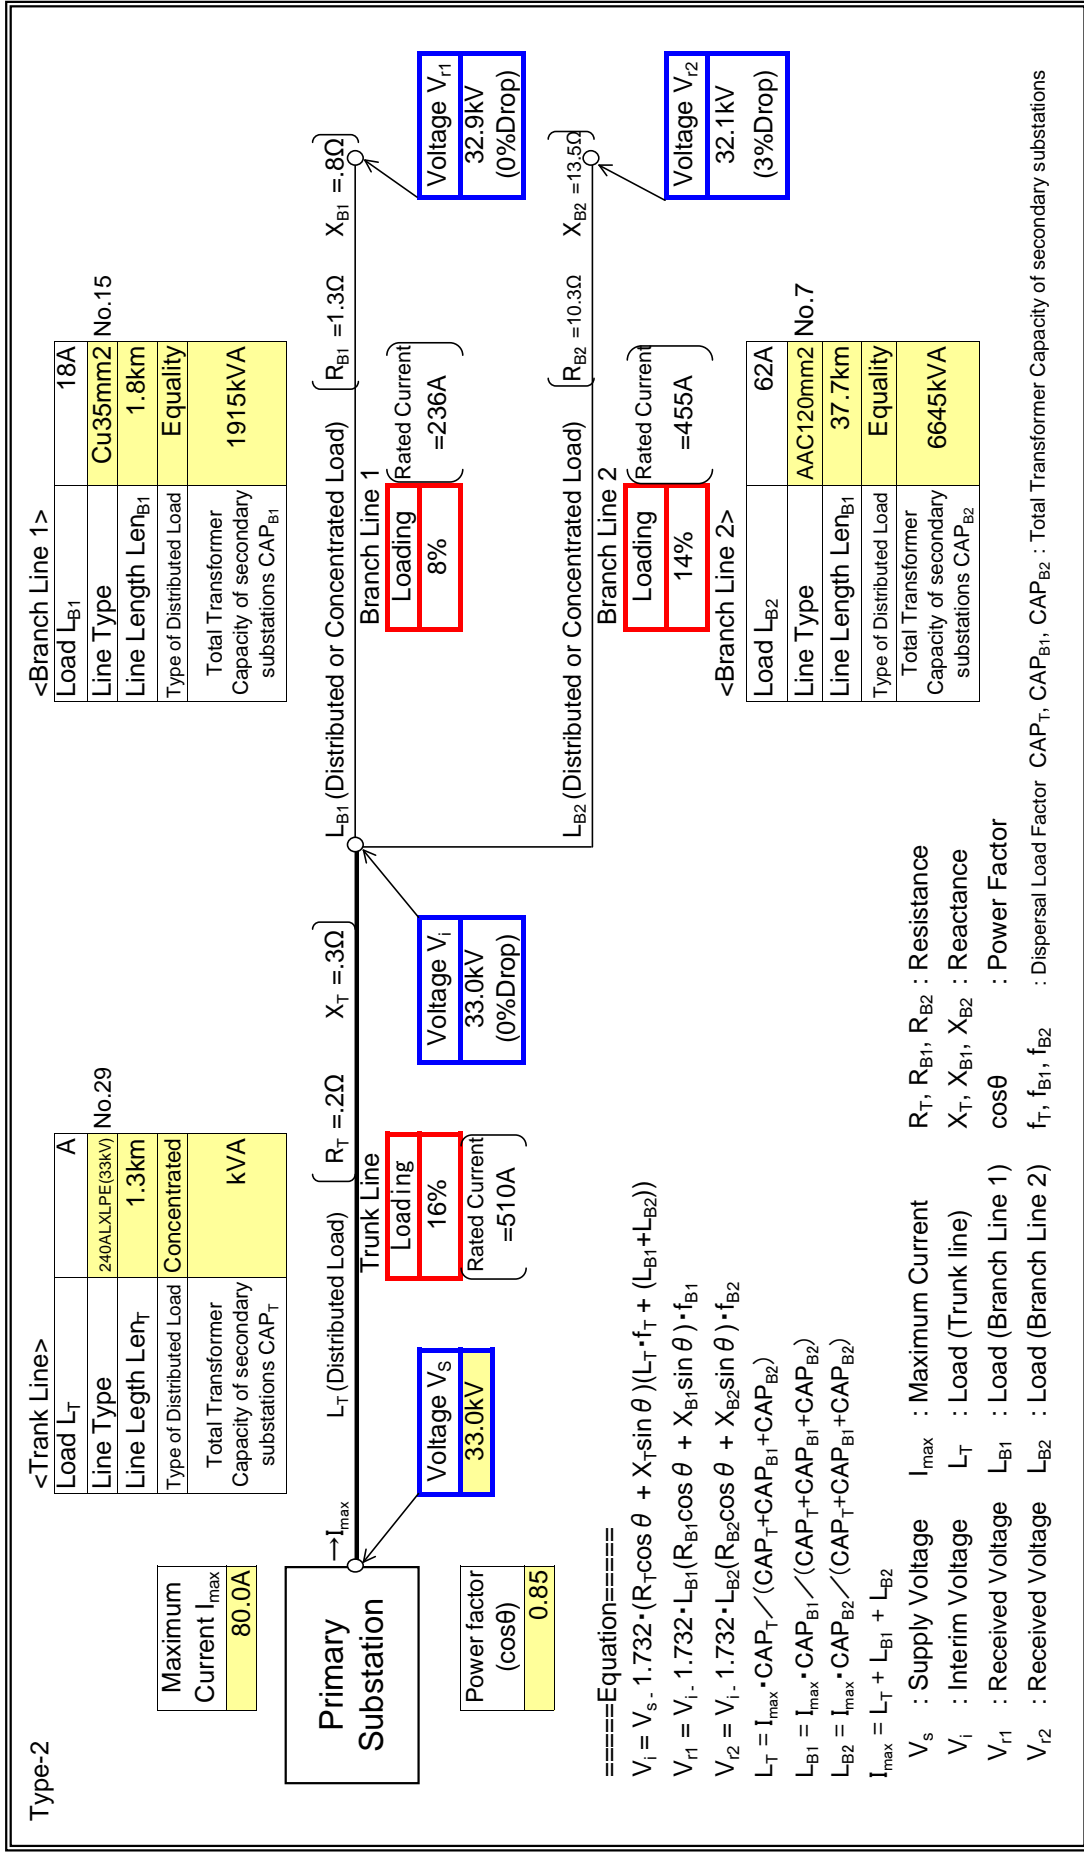 Type-2
Maximum
Current Imax
80.0A
Primary
Substation
Power factor
(cosθ)
0.85
→Imax
Voltage VS
33.0kV
<Trank Line>
Load LT A
Line Type 240ALXLPE(33kV) No.29
Line Legth LenT 1.3km
Type of Distributed Load Concentrated
Total Transformer
Capacity of secondary
substations CAPT
kVA
LT (Distributed Load) RT =.2Ω XT =.3Ω
Trunk Line
Loading
16%
Rated Current
=510A
Voltage Vi
33.0kV
(0%Drop)
<Branch Line 1>
Load LB1 18A
Line Type Cu35mm2 No.15
Line Length LenB1 1.8km
Type of Distributed Load Equality
Total Transformer
Capacity of secondary
substations CAPB1
1915kVA
LB1 (Distributed or Concentrated Load) RB1 =1.3Ω XB1 =.8Ω
Branch Line 1
Loading
8%
Rated Current
=236A
Voltage Vr1
32.9kV
(0%Drop)
LB2 (Distributed or Concentrated Load) RB2 =10.3Ω XB2 =13.5Ω
Branch Line 2
Loading
14%
Rated Current
=455A
Voltage Vr2
32.1kV
(3%Drop)
<Branch Line 2>
Load LB2 62A
Line Type AAC120mm2 No.7
Line Length LenB1 37.7km
Type of Distributed Load Equality
Total Transformer
Capacity of secondary
substations CAPB2
6645kVA
=====Equation=====
Vi = Vs - 1.732・(RTcos θ + XTsin θ)(LT・fT + (LB1+LB2))
Vr1 = Vi - 1.732・LB1(RB1cos θ + XB1sin θ)・fB1
Vr2 = Vi - 1.732・LB2(RB2cos θ + XB2sin θ)・fB2
LT = Imax・CAPT／(CAPT+CAPB1+CAPB2)
LB1 = Imax・CAPB1／(CAPT+CAPB1+CAPB2)
LB2 = Imax・CAPB2／(CAPT+CAPB1+CAPB2)
Imax = LT + LB1 + LB2
Vs : Supply Voltage Imax : Maximum Current RT, RB1, RB2 : Resistance
Vi : Interim Voltage LT : Load (Trunk line) XT, XB1, XB2 : Reactance
Vr1 : Received Voltage LB1 : Load (Branch Line 1) cosθ : Power Factor
Vr2 : Received Voltage LB2 : Load (Branch Line 2) fT, fB1, fB2 : Dispersal Load Factor CAPT, CAPB1, CAPB2 : Total Transformer Capacity of secondary substations